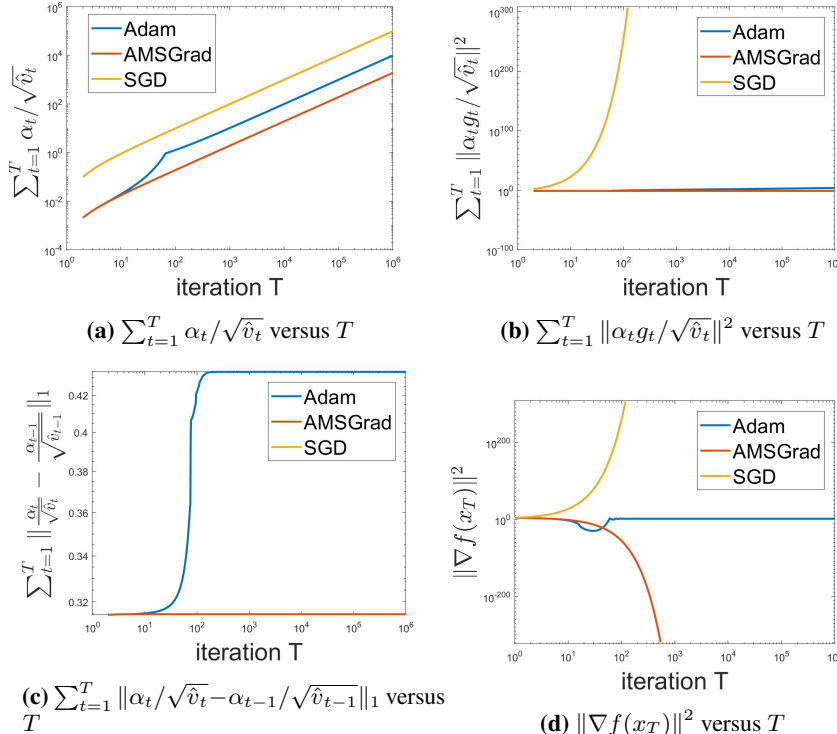 10^6
10^4
10^2
10^0
10^-2
10^-4
∑_{t=1}^T α_t/√v̂_t
Adam
AMSGrad
SGD
10^0 10^1 10^2 10^3 10^4 10^5 10^6
iteration T
(a) ∑_{t=1}^T α_t/√v̂_t versus T
10^300
10^200
10^100
10^0
10^-100
∑_{t=1}^T ||α_t g_t/√v̂_t||^2
Adam
AMSGrad
SGD
10^0 10^1 10^2 10^3 10^4 10^5 10^6
iteration T
(b) ∑_{t=1}^T ||α_t g_t/√v̂_t||^2 versus T
0.42
0.4
0.38
0.36
0.34
0.32
∑_{t=1}^T ||α_t/√v̂_t − α_{t−1}/√v̂_{t−1}||_1
Adam
AMSGrad
SGD
10^0 10^1 10^2 10^3 10^4 10^5 10^6
iteration T
(c) ∑_{t=1}^T ||α_t/√v̂_t−α_{t−1}/√v̂_{t−1}||_1 versus
T
10^200
10^0
10^-200
||∇f(x_T)||^2
Adam
AMSGrad
SGD
10^0 10^1 10^2 10^3 10^4 10^5 10^6
iteration T
(d) ||∇f(x_T)||^2 versus T